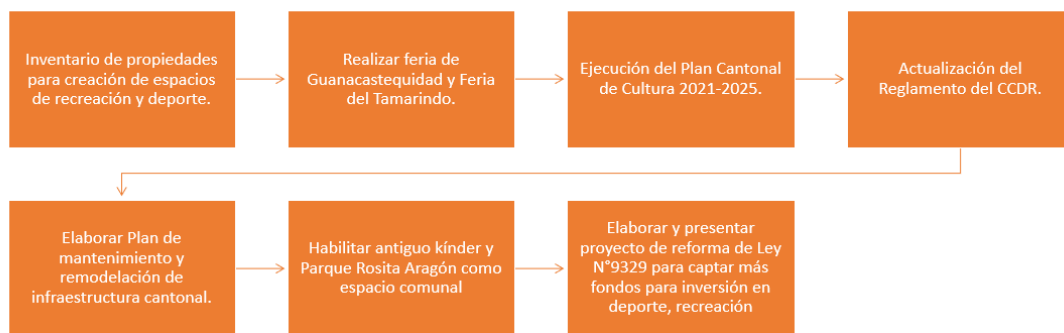 Inventario de propiedades
para creación de espacios
de recreación y deporte.
Realizar feria de
Guanacastequidad y Feria
del Tamarindo.
Ejecución del Plan Cantonal
de Cultura 2021-2025.
Actualización del
Reglamento del CCDR.
Elaborar Plan de
mantenimiento y
remodelación de
infraestructura cantonal.
Habilitar antiguo kínder y
Parque Rosita Aragón como
espacio comunal
Elaborar y presentar
proyecto de reforma de Ley
N°9329 para captar más
fondos para inversión en
deporte, recreación